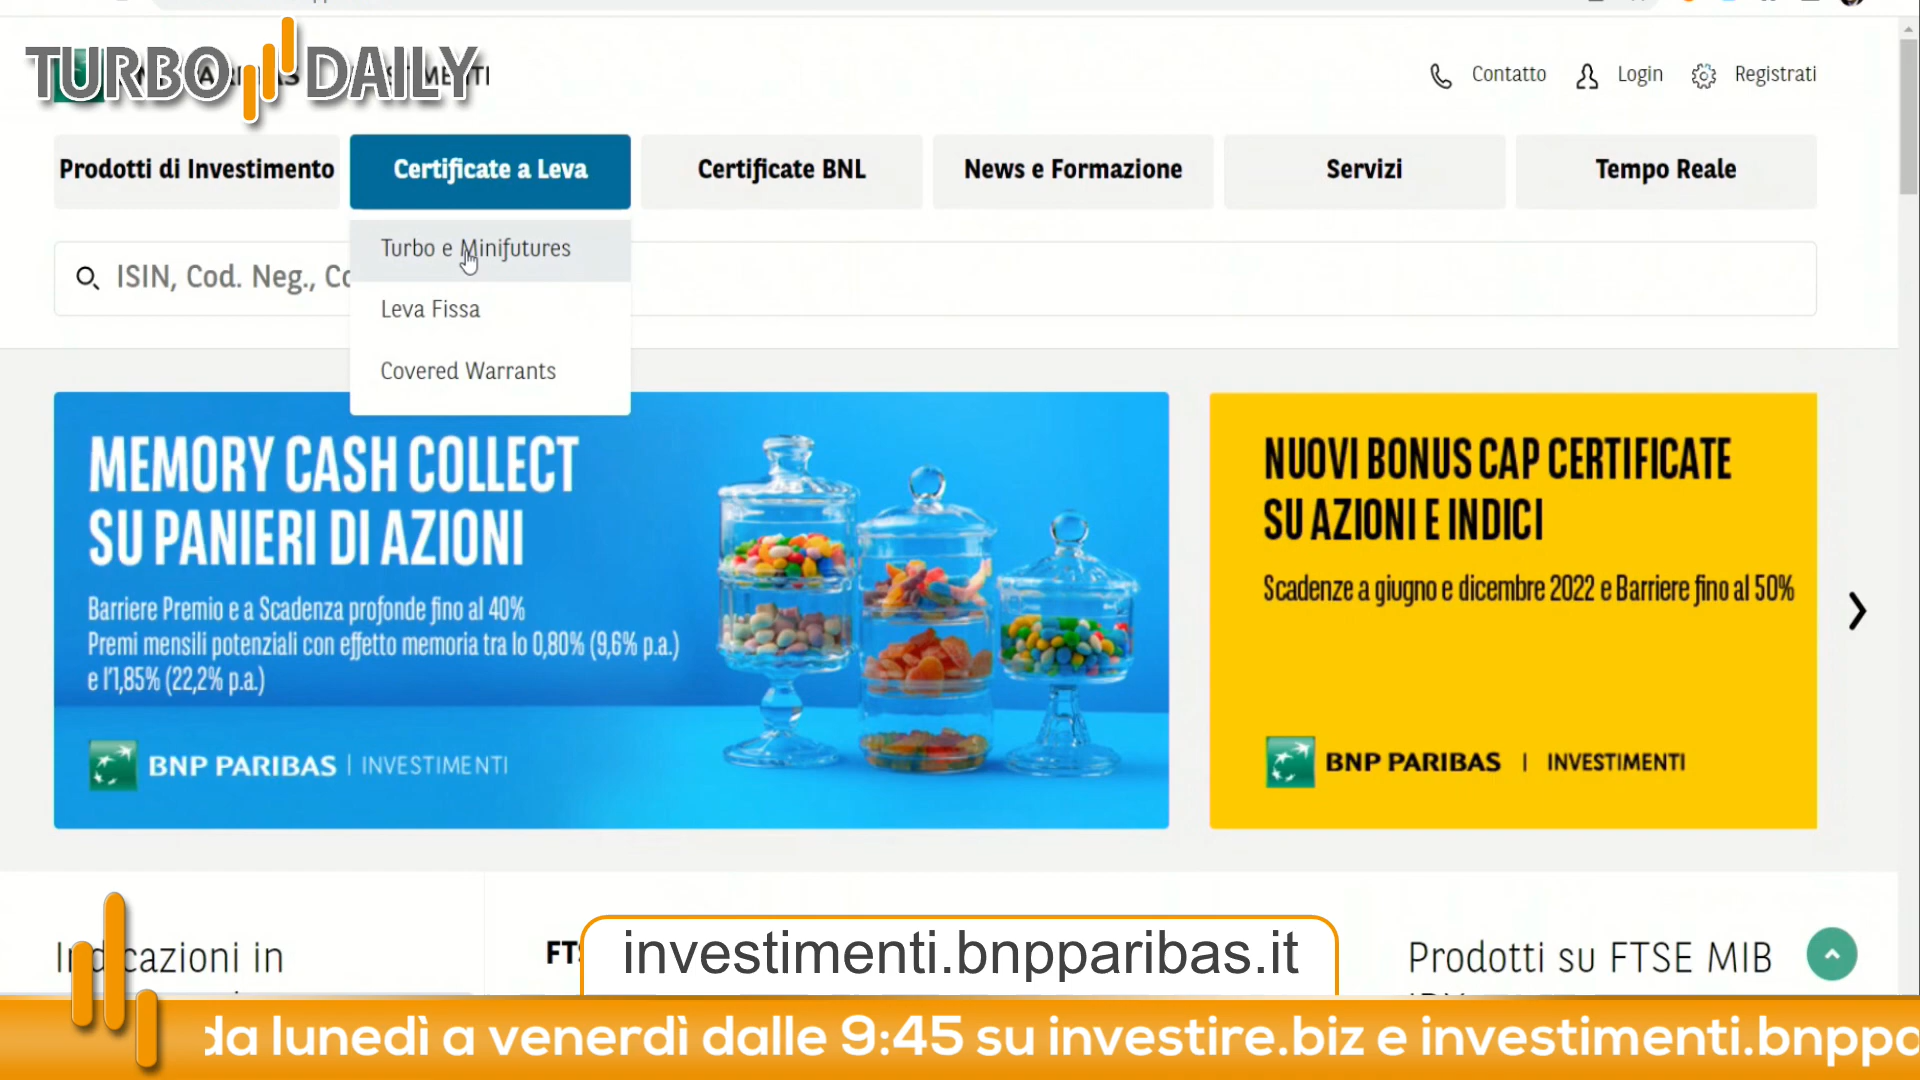 TURBO DAILY
Contatto
Login
Registrati
Prodotti di Investimento
Certificate a Leva
Certificate BNL
News e Formazione
Servizi
Tempo Reale
Turbo e Minifutures
ISIN, Cod. Neg.,
Leva Fissa
Covered Warrants
MEMORY CASH COLLECT
SU PANIERI DI AZIONI
Barriere Premio e a Scadenza profonde fino al 40%
Premi mensili potenziali con effetto memoria tra lo 0,80% (9,6% p.a.)
e l'1,85% (22,2% p.a.)
BNP PARIBAS | INVESTIMENTI
NUOVI BONUS CAP CERTIFICATE
SU AZIONI E INDICI
Scadenze a giugno e dicembre 2022 e Barriere fino al 50%
BNP PARIBAS | INVESTIMENTI
Indicazioni in
investimenti.bnpparibas.it
Prodotti su FTSE MIB
da lunedì a venerdì dalle 9:45 su investire.biz e investimenti.bnppa